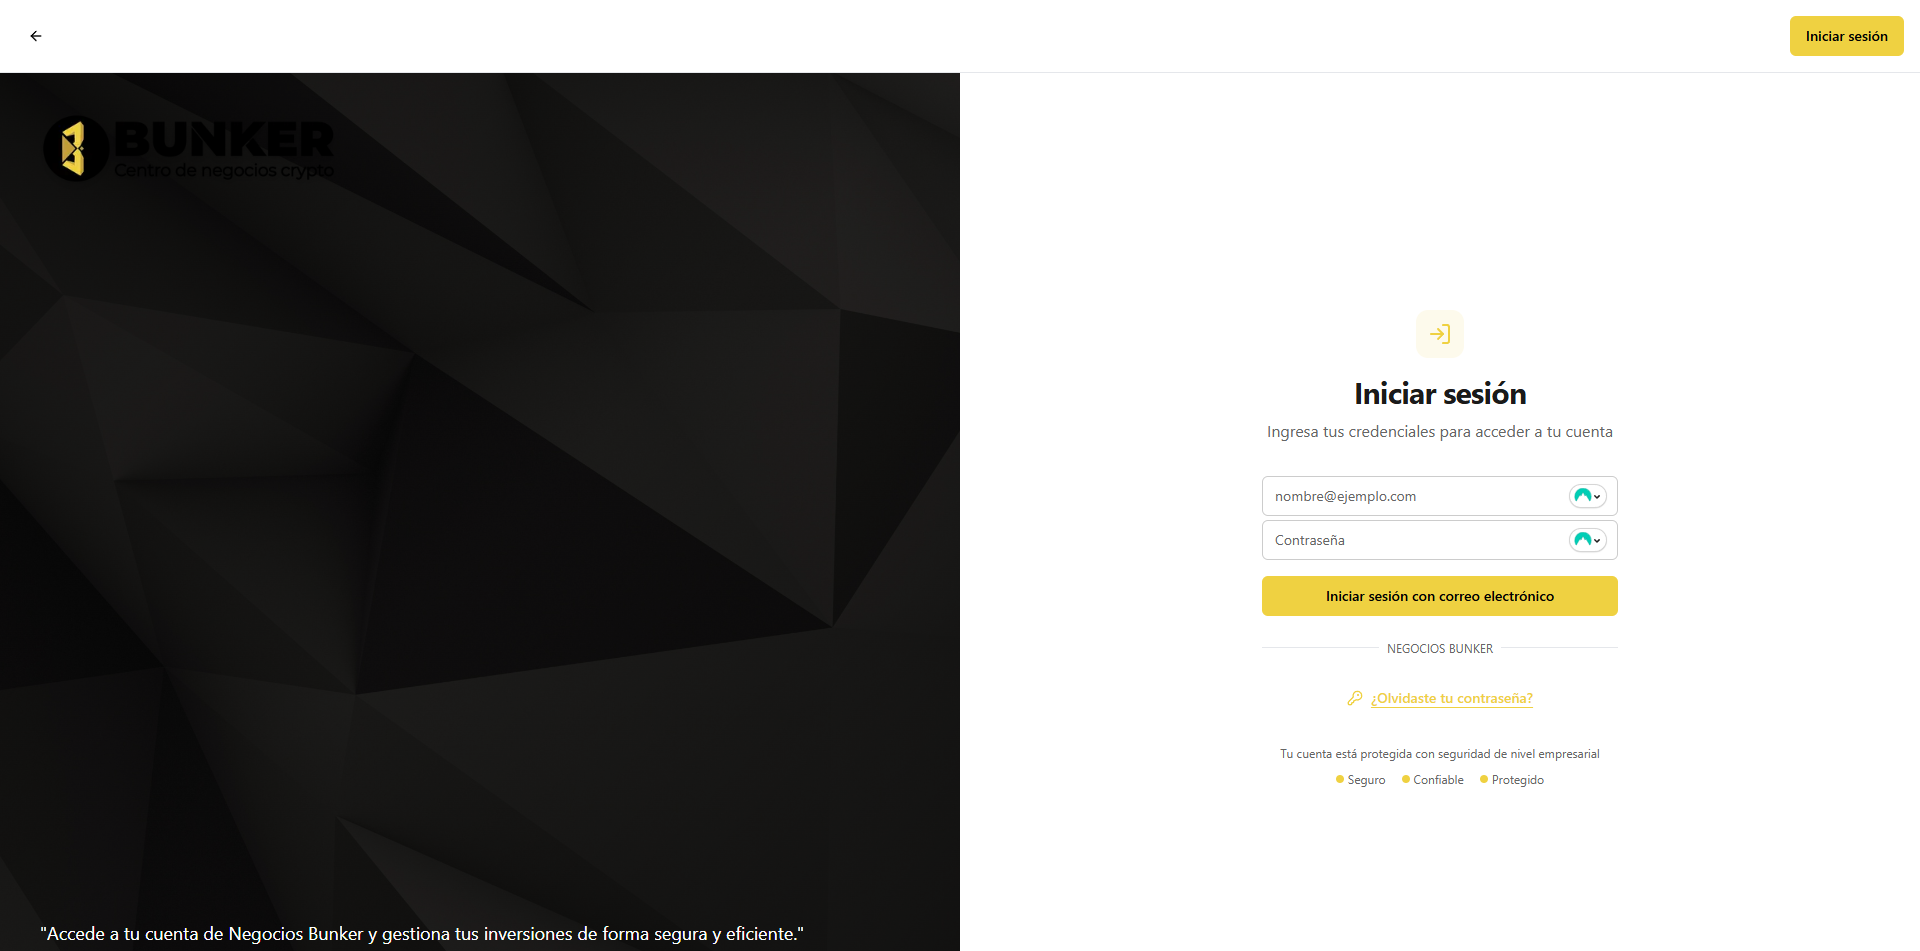 Iniciar sesión
BUNKER
Centro de negocios crypto
"Accede a tu cuenta de Negocios Bunker y gestiona tus inversiones de forma segura y eficiente."
Iniciar sesión
Ingresa tus credenciales para acceder a tu cuenta
nombre@ejemplo.com
Contraseña
Iniciar sesión con correo electrónico
NEGOCIOS BUNKER
¿Olvidaste tu contraseña?
Tu cuenta está protegida con seguridad de nivel empresarial
Seguro Confiable Protegido